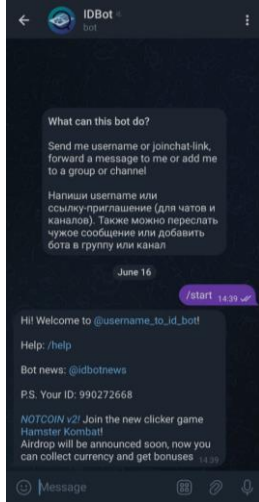 IDBot
bot
What can this bot do?
Send me username or joinchat-link,
forward a message to me or add me
to a group or channel
Напиши username или
ссылку-приглашение (для чатов и
каналов). Также можно переслать
чужое сообщение или добавить
бота в группу или канал
June 16
/start 14:39
Hi! Welcome to @username_to_id_bot!
Help: /help
Bot news: @idbotnews
P.S. Your ID: 990272668
NOTCOIN v2! Join the new clicker game
Hamster Kombat!
Airdrop will be announced soon, now you
can collect currency and get bonuses 14:39
Message